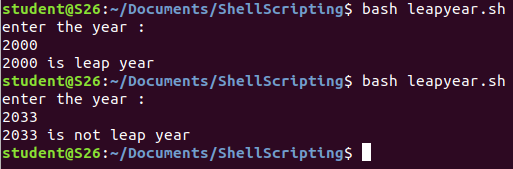 student@S26:~/Documents/ShellScripting$ bash leapyear.sh
enter the year :
2000
2000 is leap year
student@S26:~/Documents/ShellScripting$ bash leapyear.sh
enter the year :
2033
2033 is not leap year
student@S26:~/Documents/ShellScripting$